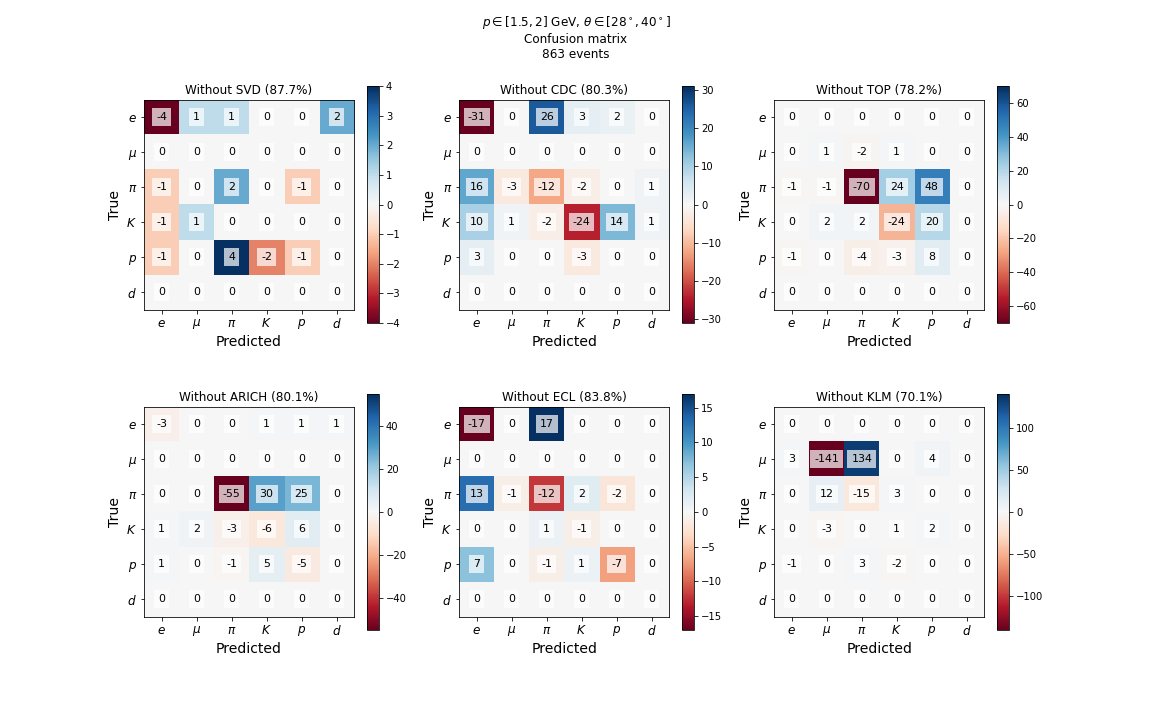 p ∈ [1.5, 2] GeV, θ ∈ [28°, 40°]
Confusion matrix
863 events
Without SVD (87.7%)
e -4 1 1 0 0 2
μ 0 0 0 0 0 0
π -1 0 2 0 -1 0
K -1 1 0 0 0 0
p -1 0 4 -2 -1 0
d 0 0 0 0 0 0
e μ π K p d
True
Predicted
4
3
2
1
0
−1
−2
−3
−4
Without CDC (80.3%)
e -31 0 26 3 2 0
μ 0 0 0 0 0 0
π 16 -3 -12 -2 0 1
K 10 1 -2 -24 14 1
p 3 0 0 -3 0 0
d 0 0 0 0 0 0
e μ π K p d
True
Predicted
30
20
10
0
−10
−20
−30
Without TOP (78.2%)
e 0 0 0 0 0 0
μ 0 1 -2 1 0 0
π -1 -1 -70 24 48 0
K 0 2 2 -24 20 0
p -1 0 -4 -3 8 0
d 0 0 0 0 0 0
e μ π K p d
True
Predicted
60
40
20
0
−20
−40
−60
Without ARICH (80.1%)
e -3 0 0 1 1 1
μ 0 0 0 0 0 0
π 0 0 -55 30 25 0
K 1 2 -3 -6 6 0
p 1 0 -1 5 -5 0
d 0 0 0 0 0 0
e μ π K p d
True
Predicted
40
20
0
−20
−40
Without ECL (83.8%)
e -17 0 17 0 0 0
μ 0 0 0 0 0 0
π 13 -1 -12 2 -2 0
K 0 0 1 -1 0 0
p 7 0 -1 1 -7 0
d 0 0 0 0 0 0
e μ π K p d
True
Predicted
15
10
5
0
−5
−10
−15
Without KLM (70.1%)
e 0 0 0 0 0 0
μ 3 -141 134 0 4 0
π 0 12 -15 3 0 0
K 0 -3 0 1 2 0
p -1 0 3 -2 0 0
d 0 0 0 0 0 0
e μ π K p d
True
Predicted
100
50
0
−50
−100